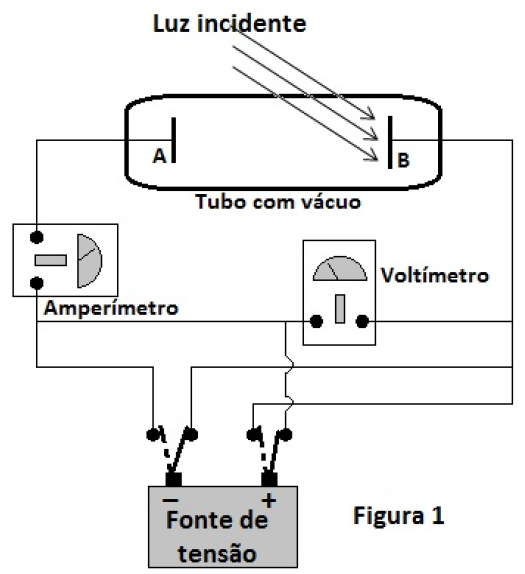 Luz incidente
A
B
Tubo com vácuo
Voltímetro
Amperímetro
– +
Fonte de
tensão
Figura 1